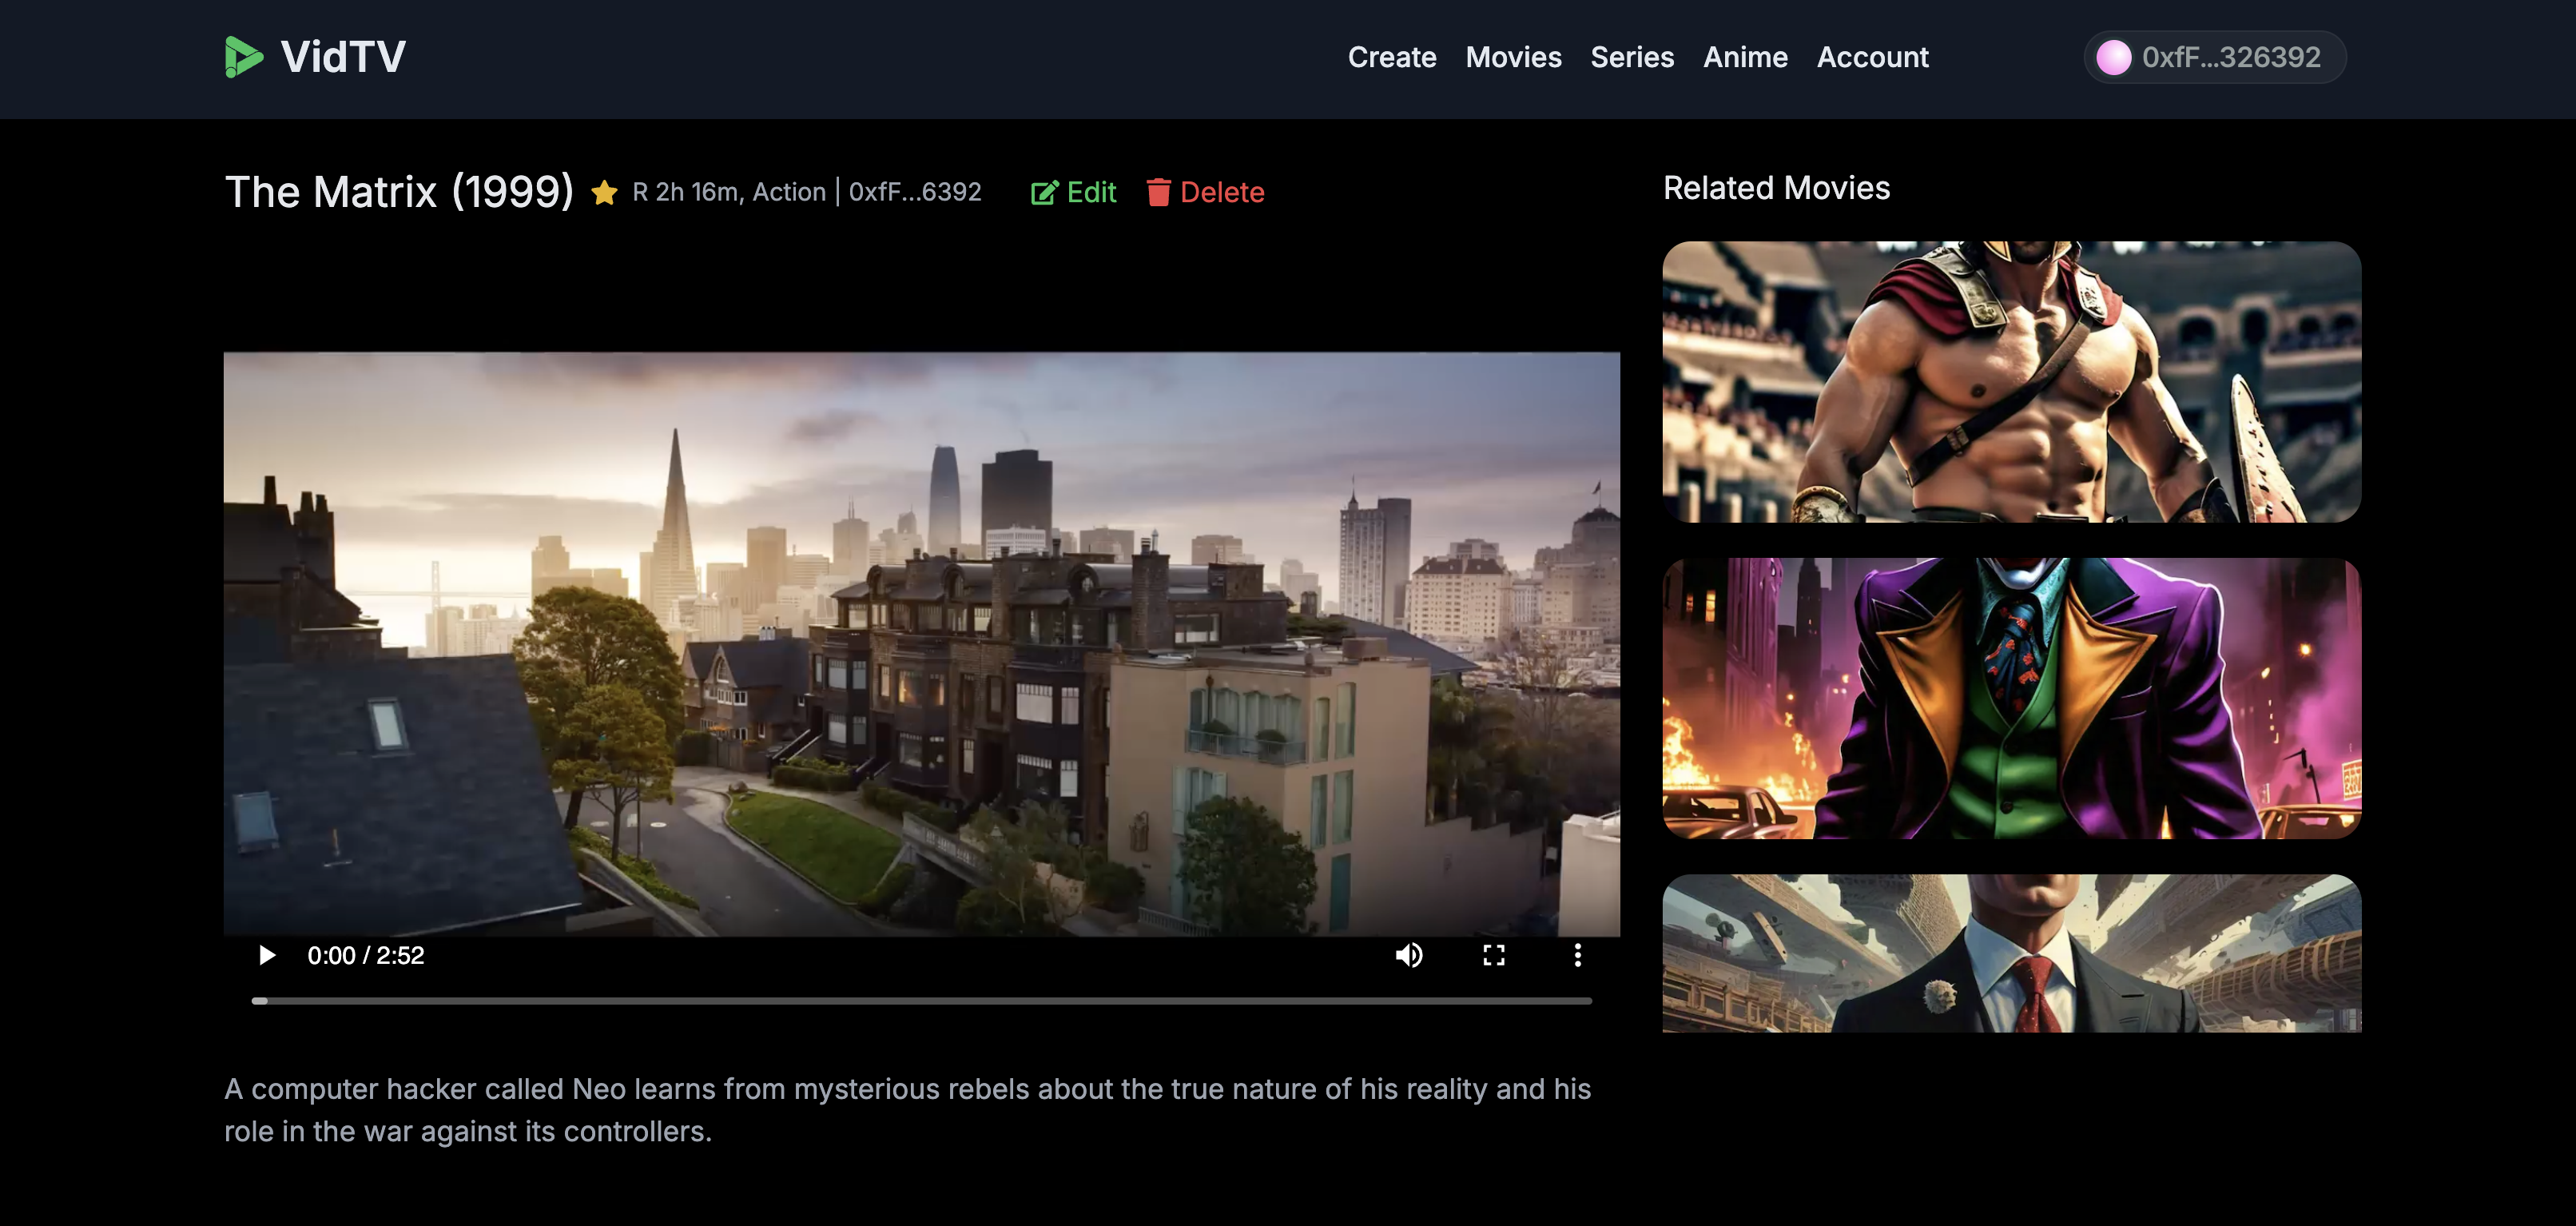 VidTV
Create Movies Series Anime Account
0xfF...326392
The Matrix (1999) R 2h 16m, Action | 0xfF...6392 Edit Delete
Related Movies
0:00 / 2:52
A computer hacker called Neo learns from mysterious rebels about the true nature of his reality and his
role in the war against its controllers.